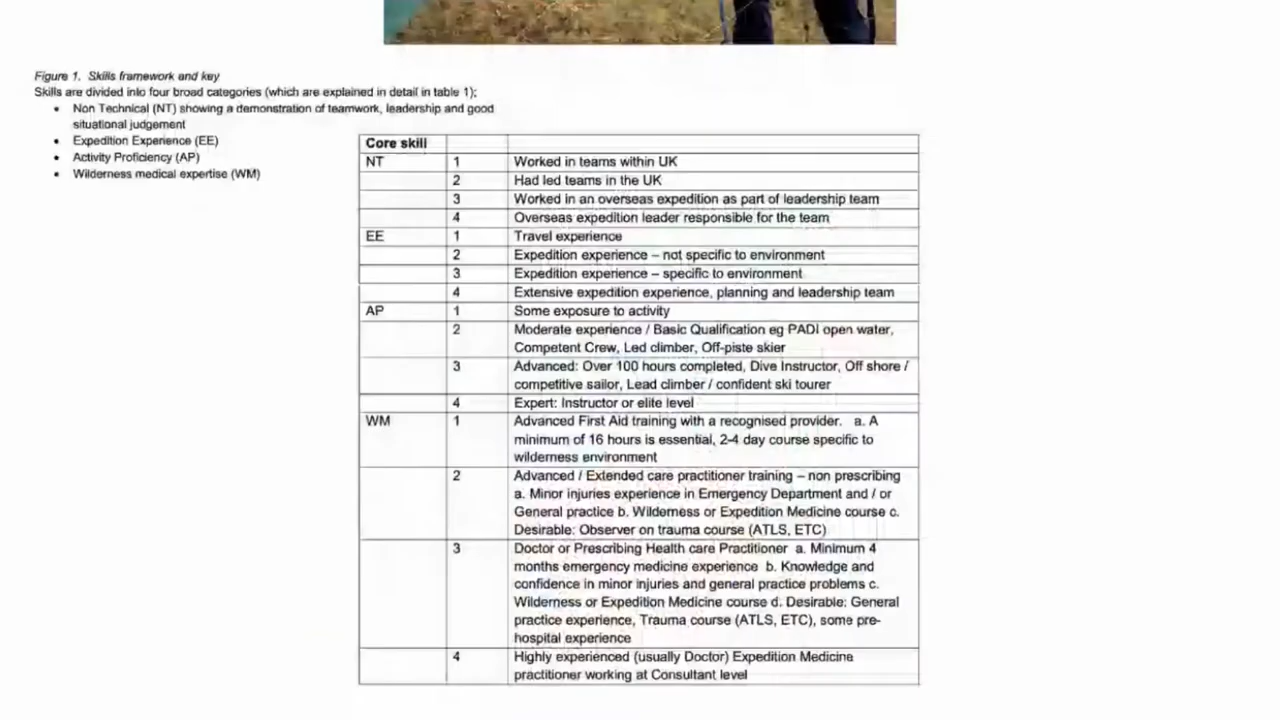 Figure 1. Skills framework and key
Skills are divided into four broad categories (which are explained in detail in table 1);
• Non Technical (NT) showing a demonstration of teamwork, leadership and good
situational judgement
• Expedition Experience (EE)
• Activity Proficiency (AP)
• Wilderness medical expertise (WM)
Core skill
NT 1 Worked in teams within UK
2 Had led teams in the UK
3 Worked in an overseas expedition as part of leadership team
4 Overseas expedition leader responsible for the team
EE 1 Travel experience
2 Expedition experience – not specific to environment
3 Expedition experience – specific to environment
4 Extensive expedition experience, planning and leadership team
AP 1 Some exposure to activity
2 Moderate experience / Basic Qualification eg PADI open water,
Competent Crew, Led climber, Off-piste skier
3 Advanced: Over 100 hours completed, Dive Instructor, Off shore /
competitive sailor, Lead climber / confident ski tourer
4 Expert: Instructor or elite level
WM 1 Advanced First Aid training with a recognised provider. a. A
minimum of 16 hours is essential, 2-4 day course specific to
wilderness environment
2 Advanced / Extended care practitioner training – non prescribing
a. Minor injuries experience in Emergency Department and / or
General practice b. Wilderness or Expedition Medicine course c.
Desirable: Observer on trauma course (ATLS, ETC)
3 Doctor or Prescribing Health care Practitioner a. Minimum 4
months emergency medicine experience b. Knowledge and
confidence in minor injuries and general practice problems c.
Wilderness or Expedition Medicine course d. Desirable: General
practice experience, Trauma course (ATLS, ETC), some pre-
hospital experience
4 Highly experienced (usually Doctor) Expedition Medicine
practitioner working at Consultant level